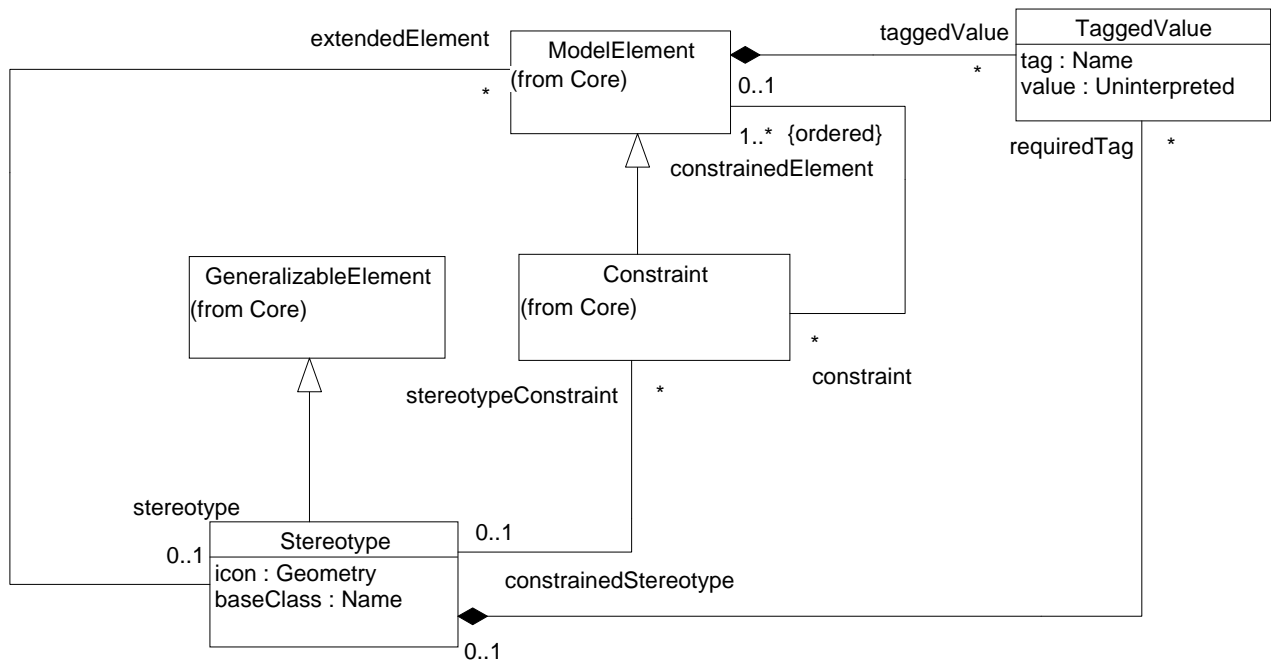 extendedElement
*
ModelElement
(from Core)
taggedValue
*
0..1
TaggedValue
tag : Name
value : Uninterpreted
1..* {ordered}
constrainedElement
requiredTag
*
GeneralizableElement
(from Core)
Constraint
(from Core)
*
constraint
stereotypeConstraint
*
stereotype
0..1
Stereotype
icon : Geometry
baseClass : Name
0..1
constrainedStereotype
0..1